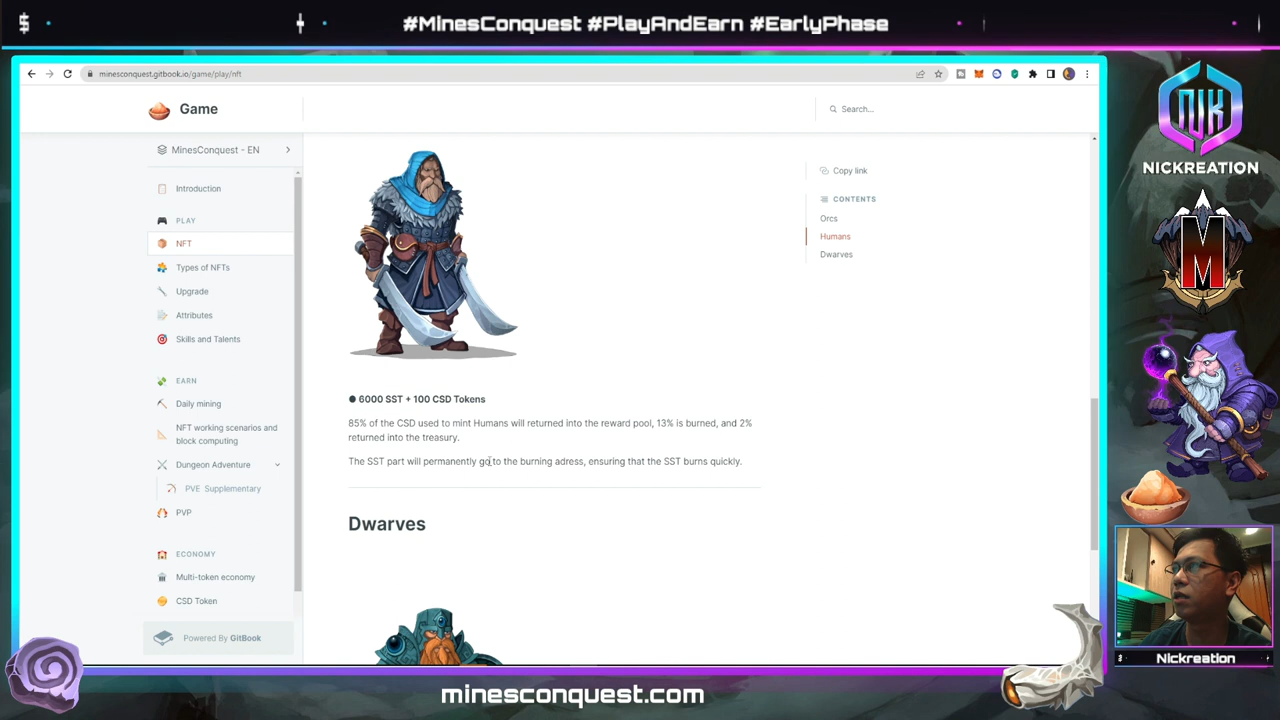 #MinesConquest #PlayAndEarn #EarlyPhase
minesconquest.gitbook.io/game/play/nft
Game
Search...
MinesConquest - EN
Introduction
PLAY
NFT
Types of NFTs
Upgrade
Attributes
Skills and Talents
EARN
Daily mining
NFT working scenarios and
block computing
Dungeon Adventure
PVE Supplementary
PVP
ECONOMY
Multi-token economy
CSD Token
Powered By GitBook
● 6000 SST + 100 CSD Tokens
85% of the CSD used to mint Humans will returned into the reward pool, 13% is burned, and 2%
returned into the treasury.
The SST part will permanently go to the burning adress, ensuring that the SST burns quickly.
Dwarves
Copy link
CONTENTS
Orcs
Humans
Dwarves
NK
NICKREATION
M
Nickreation
minesconquest.com